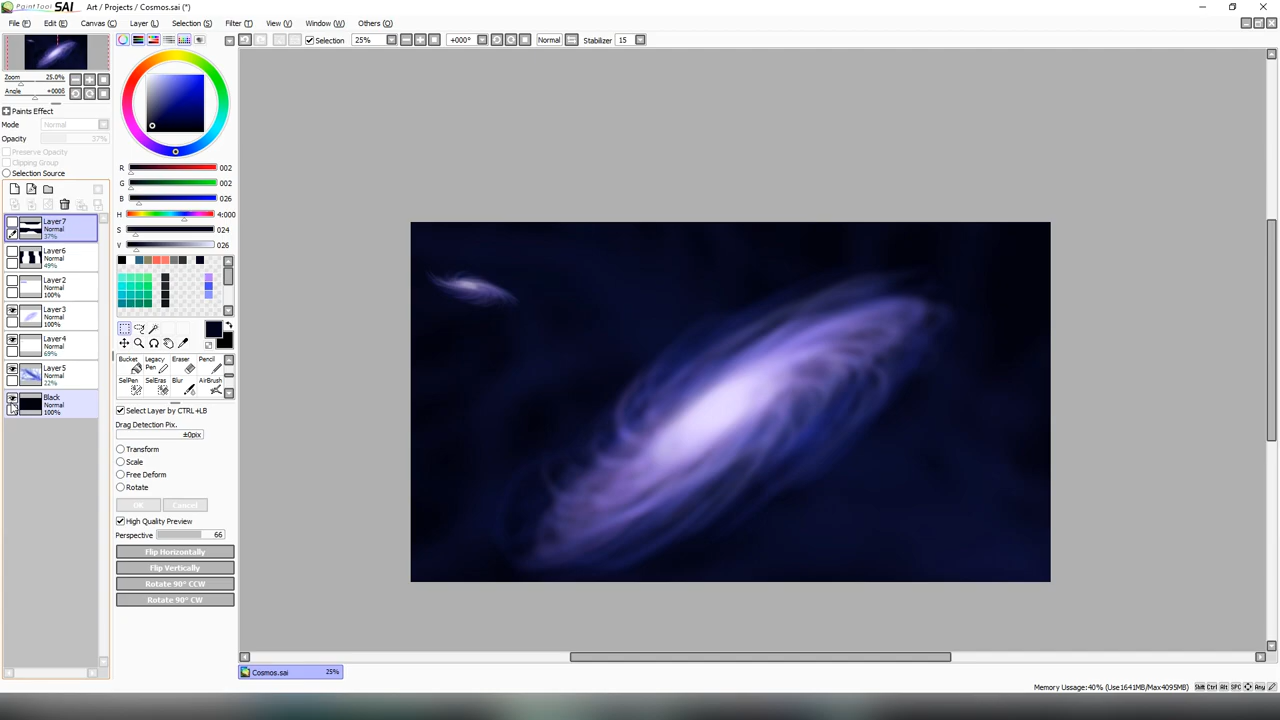 PaintTool SAI Art / Projects / Cosmos.sai (*)
File (F) Edit (E) Canvas (C) Layer (L) Selection (S) Filter (T) View (V) Window (W) Others (O)
Selection 25% +000° Normal Stabilizer 15
Zoom 25.0%
Angle +000δ
Paints Effect
Mode Normal
Opacity 37%
Preserve Opacity
Clipping Group
Selection Source
Layer7
Normal
37%
Layer6
Normal
49%
Layer2
Normal
100%
Layer3
Normal
100%
Layer4
Normal
69%
Layer5
Normal
22%
Black
Normal
100%
R 002
G 002
B 026
H 4:000
S 024
V 026
Bucket Legacy Pen Eraser Pencil
SelPen SelEras Blur AirBrush
Select Layer by CTRL+LB
Drag Detection Pix.
±0pix
Transform
Scale
Free Deform
Rotate
OK Cancel
High Quality Preview
Perspective 66
Flip Horizontally
Flip Vertically
Rotate 90° CCW
Rotate 90° CW
Cosmos.sai 25%
Memory Ussage:40% (Use1641MB/Max4095MB) Shft Ctrl Alt SPC Any